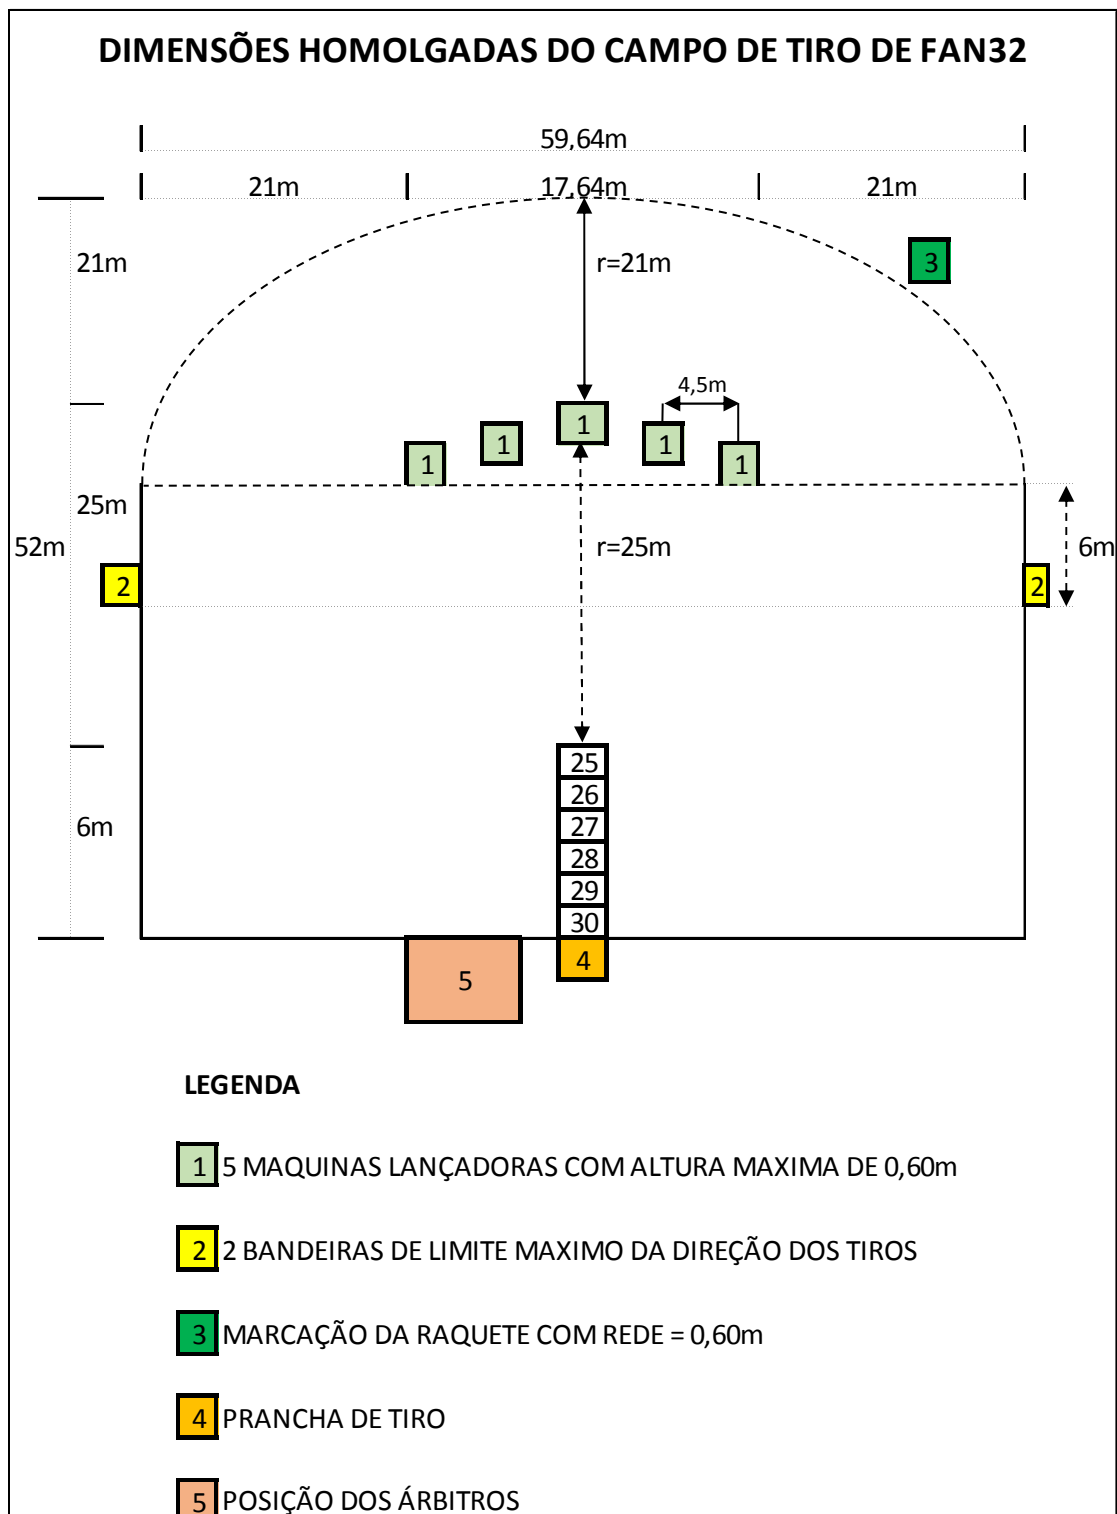 DIMENSÕES HOMOLGADAS DO CAMPO DE TIRO DE FAN32
59,64m
21m 17,64m 21m
21m r=21m 3
4,5m
1 1 1 1 1
25m
52m r=25m 6m
2 2
25
26
6m 27
28
29
30
5 4
LEGENDA
1 5 MAQUINAS LANÇADORAS COM ALTURA MAXIMA DE 0,60m
2 2 BANDEIRAS DE LIMITE MAXIMO DA DIREÇÃO DOS TIROS
3 MARCAÇÃO DA RAQUETE COM REDE = 0,60m
4 PRANCHA DE TIRO
5 POSIÇÃO DOS ÁRBITROS